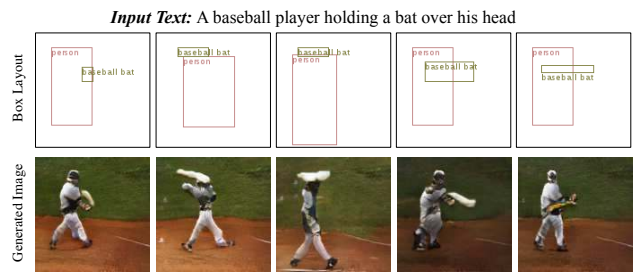 Input Text: A baseball player holding a bat over his head
Box Layout
person
baseball bat
baseball bat
person
baseball bat
person
person
baseball bat
person
baseball bat
Generated Image